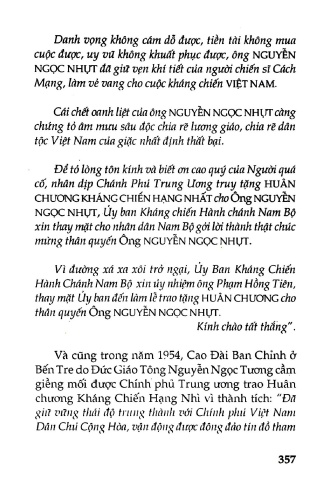 Danh vọng không cám dỗ được, tiền tài không mua
cuộc được, uy vũ không khuất phục được, ông NGUYỄN
NGỌC NHỰT đã giữ vẹn khí tiết của người chiến sĩ Cách
Mạng, làm vẻ vang cho cuộc kháng chiến VIỆT NAM.
Cái chết oanh liệt của ông NGUYỄN NGỌC NHỰT càng
chứng tỏ âm mưu sâu độc chia rẽ lương giáo, chia rẽ dân
tộc Việt Nam của giặc nhất định thất bại.
Để tỏ lòng tôn kính và biết ơn cao quý của Người quá
cố, nhân dịp Chánh Phủ Trung Ương truy tặng HUÂN
CHƯƠNG KHÁNG CHIẾN HẠNG NHẤT cho Ông NGUYỄN
NGỌC NHỰT, Ủy ban Kháng chiến Hành chánh Nam Bộ
xin thay mặt cho nhân dân Nam Bộ gởi lời thành thật chúc
mừng thân quyến Ông NGUYỄN NGỌC NHỰT.
Vì đường xá xa xôi trở ngại, Ủy Ban Kháng Chiến
Hành Chánh Nam Bộ xin ủy nhiệm ông Phạm Hồng Tiên,
thay mặt Ủy ban đến làm lễ trao tặng HUÂN CHƯƠNG cho
thân quyến Ông NGUYỄN NGỌC NHỰT.
Kính chào tất thắng".
Và cũng trong năm 1954, Cao Đài Ban Chỉnh ở
Bến Tre do Đức Giáo Tông Nguyễn Ngọc Tương cầm
giềng mối được Chính phủ Trung ương trao Huân
chương Kháng Chiến Hạng Nhì vì thành tích: "Đã
giữ vững thái độ trung thành với Chính phủ Việt Nam
Dân Chủ Cộng Hòa, vận động được đông đảo tín đồ tham
357